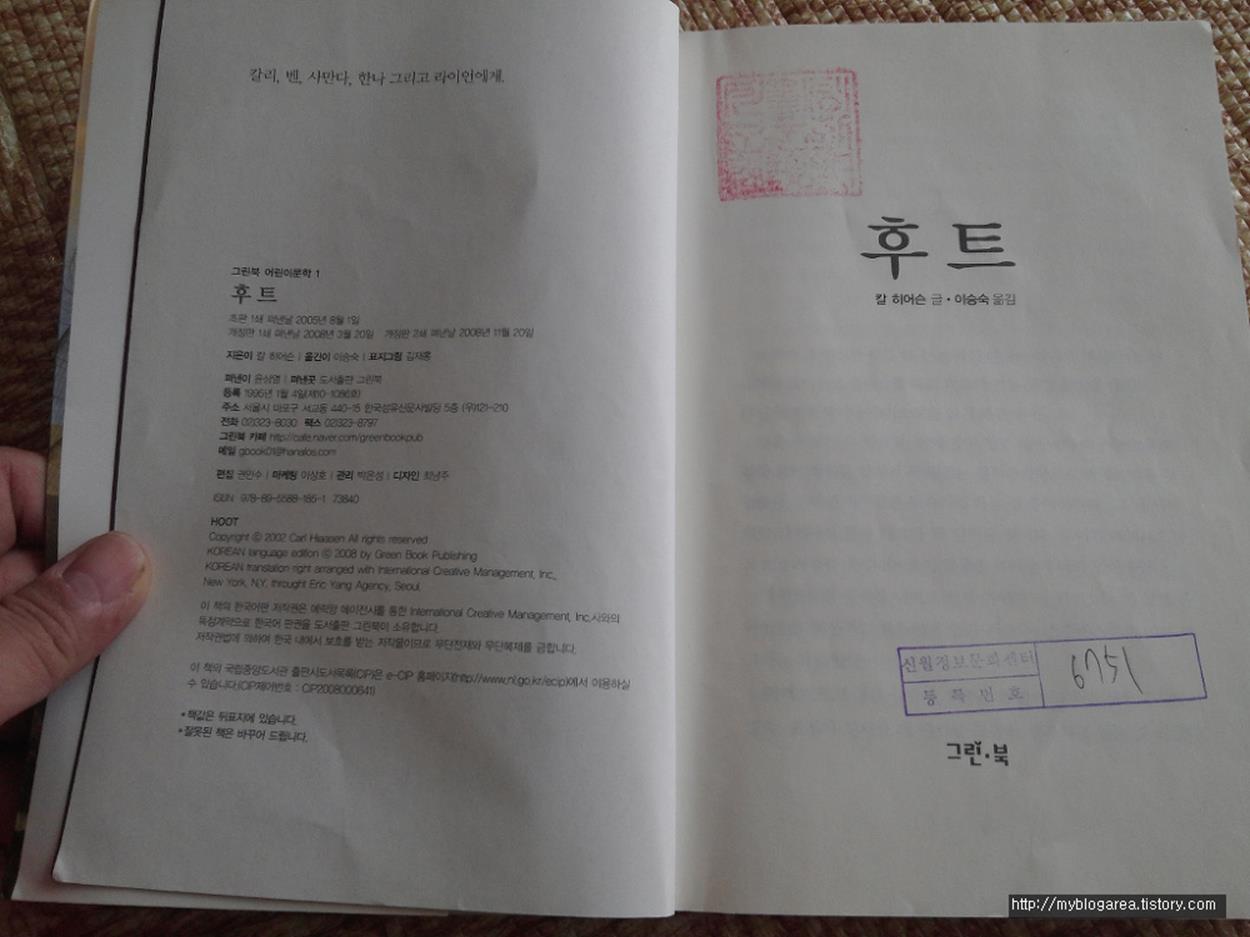 칼리, 벤, 사만다, 한나 그리고 라이언에게.
그린북 어린이문학 1
후트
초판 1쇄 펴낸날 2005년 8월 1일
개정판 1쇄 펴낸날 2008년 3월 20일 개정판 2쇄 펴낸날 2008년 11월 20일
지은이 칼 히어슨 | 옮긴이 이승숙 | 표지그림 김재홍
펴낸이 윤상열 | 펴낸곳 도서출판 그린북
등록 1995년 1월 4일(제10-1086호)
주소 서울시 마포구 서교동 440-15 한국섬유신문사빌딩 5층 (우)121-210
전화 02)323-8030 팩스 02)323-8797
그린북 카페 http://cafe.naver.com/greenbookpub
메일 gbook01@hanafos.com
편집 권민수 | 마케팅 이상호 | 관리 박은성 | 디자인 최남주
ISBN 978-89-5588-185-1 73840
HOOT
Copyright ⓒ 2002 Carl Hiaasen All rights reserved
KOREAN language edition ⓒ 2008 by Green Book Publishing
KOREAN translation right arranged with International Creative Management, Inc.,
New York, N.Y. throught Eric Yang Agency, Seoul.
이 책의 한국어판 저작권은 에릭양 에이전시를 통한 International Creative Management, Inc.사와의
독점계약으로 한국어 판권을 도서출판 그린북이 소유합니다.
저작권법에 의하여 한국 내에서 보호를 받는 저작물이므로 무단전재와 무단복제를 금합니다.
이 책의 국립중앙도서관 출판시도서목록(CIP)은 e-CIP 홈페이지(http://www.nl.go.kr/ecip)에서 이용하실
수 있습니다.(CIP제어번호 : CIP2008000641)
*책값은 뒤표지에 있습니다.
*잘못된 책은 바꾸어 드립니다.
후트
칼 히어슨 글 · 이승숙 옮김
신월정보문화센터
등록번호
6751
그린·북
http://myblogarea.tistory.com